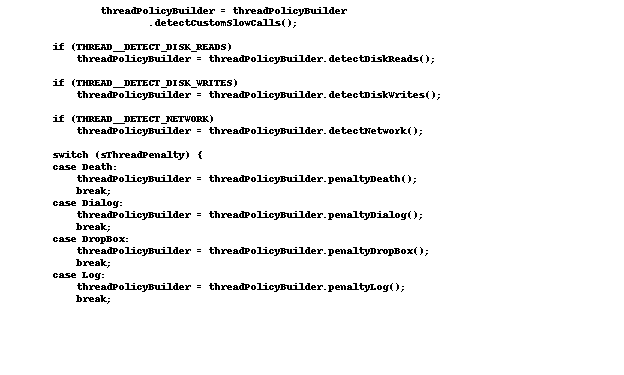 threadPolicyBuilder = threadPolicyBuilder
.detectCustomSlowCalls();
if (THREAD__DETECT_DISK_READS)
threadPolicyBuilder = threadPolicyBuilder.detectDiskReads();
if (THREAD__DETECT_DISK_WRITES)
threadPolicyBuilder = threadPolicyBuilder.detectDiskWrites();
if (THREAD__DETECT_NETWORK)
threadPolicyBuilder = threadPolicyBuilder.detectNetwork();
switch (sThreadPenalty) {
case Death:
threadPolicyBuilder = threadPolicyBuilder.penaltyDeath();
break;
case Dialog:
threadPolicyBuilder = threadPolicyBuilder.penaltyDialog();
break;
case DropBox:
threadPolicyBuilder = threadPolicyBuilder.penaltyDropBox();
break;
case Log:
threadPolicyBuilder = threadPolicyBuilder.penaltyLog();
break;